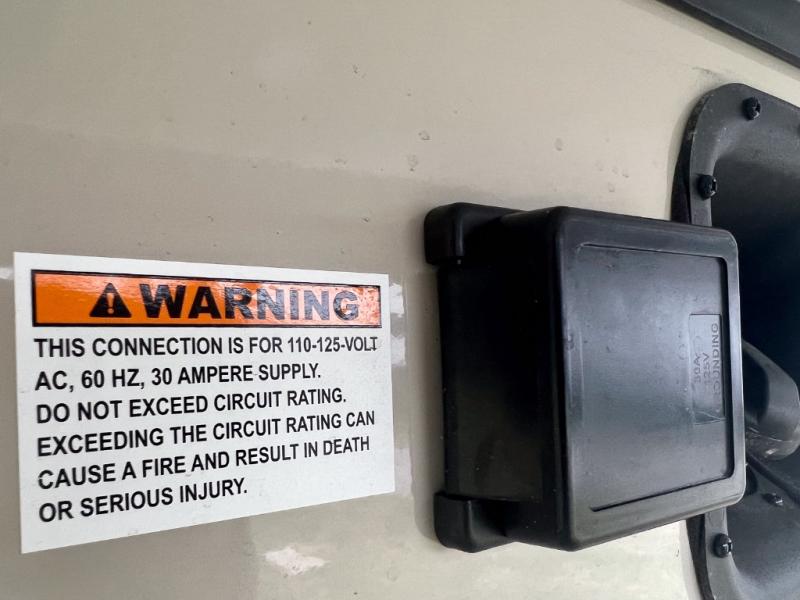 WARNING
THIS CONNECTION IS FOR 110-125-VOLT
AC, 60 HZ, 30 AMPERE SUPPLY.
DO NOT EXCEED CIRCUIT RATING.
EXCEEDING THE CIRCUIT RATING CAN
CAUSE A FIRE AND RESULT IN DEATH
OR SERIOUS INJURY.
30A
125V